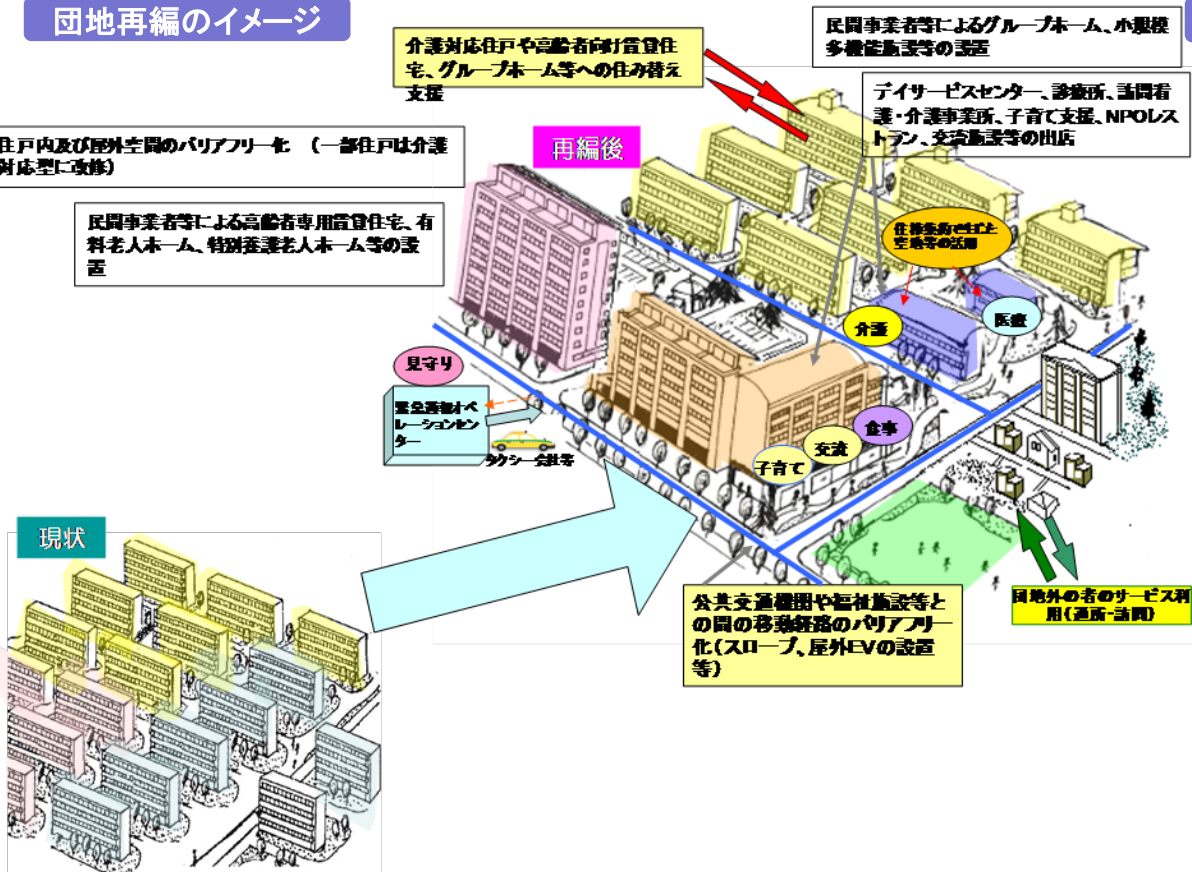 団地再編のイメージ
介護対応住戸や高齢者向け賃貸住
宅、グループホーム等への住み替え
支援
民間事業者等によるグループホーム、小規模
多機能施設等の設置
デイサービスセンター、診療所、訪問看
護・介護事業所、子育て支援、NPOレス
トラン、交流施設等の出店
住戸内及び屋外空間のバリアフリー化　（一部住戸は介護
対応型に改修）
再編後
民間事業者等による高齢者専用賃貸住宅、有
料老人ホーム、特別養護老人ホーム等の設
置
住棟集約で生じた
空地等の活用
介護
医療
見守り
緊急通報オペ
レーションセン
ター
タクシー会社等
食事
交流
子育て
現状
公共交通機関や福祉施設等と
の間の移動経路のバリアフリー
化（スロープ、屋外EVの設置
等）
団地外の者のサービス利
用（通所・訪問）